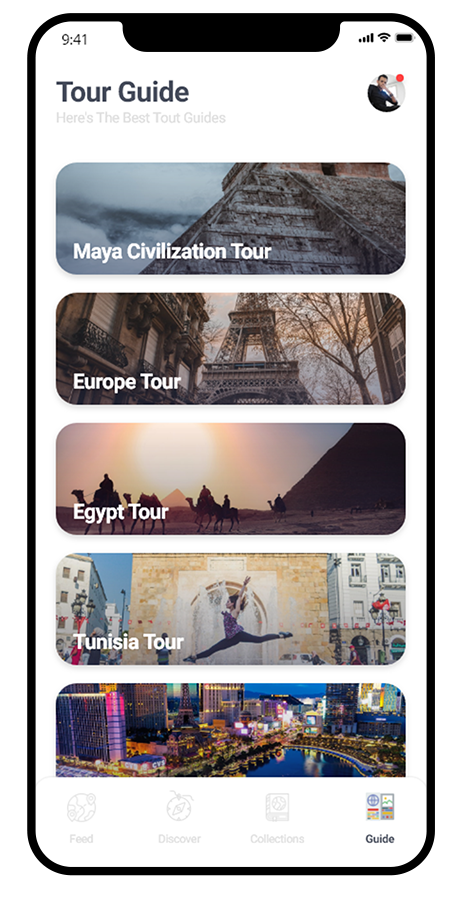 9:41
Tour Guide
Here's The Best Tout Guides
Maya Civilization Tour
Europe Tour
Egypt Tour
Tunisia Tour
Feed
Discover
Collections
Guide